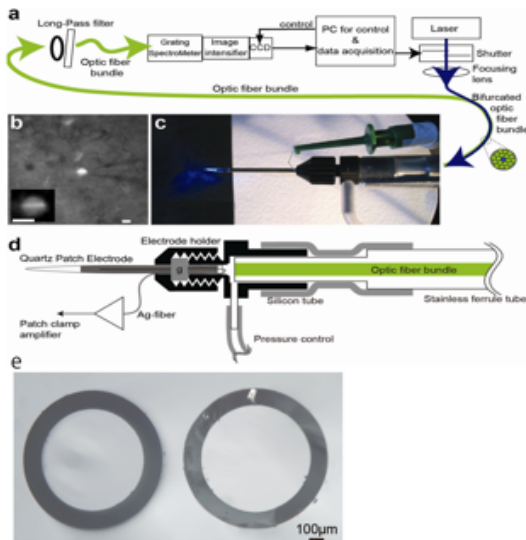 a
Long-Pass filter
Optic fiber
bundle
Grating
SpectroMeter
Image
intensifier
CCD
control
PC for control
&
data acquisition
Laser
Shutter
Focusing
lens
Bifurcated
optic
fiber
bundle
Optic fiber bundle
b
c
d
Electrode holder
Quartz Patch Electrode
g
Optic fiber bundle
Ag-fiber
Silicon tube
Stainless ferrule tube
Patch clamp
amplifier
Pressure control
e
100μm